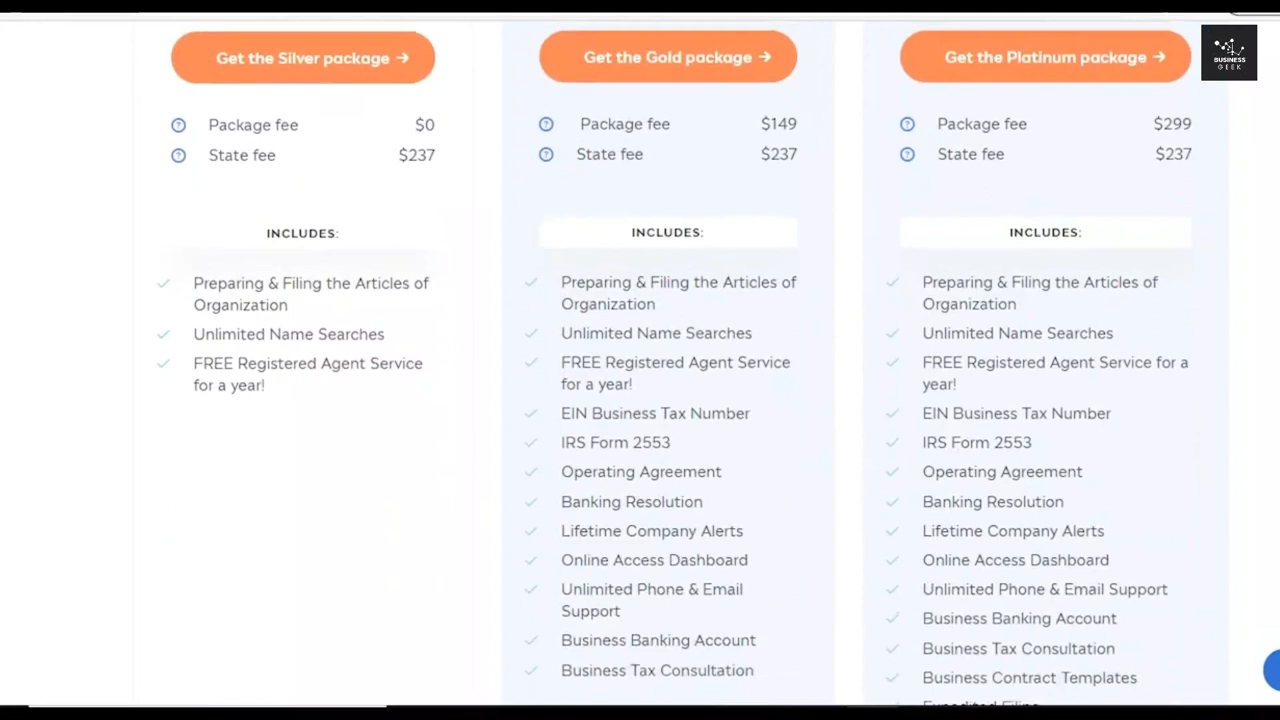 Get the Silver package →
Package fee $0
State fee $237
INCLUDES:
Preparing & Filing the Articles of
Organization
Unlimited Name Searches
FREE Registered Agent Service
for a year!
Get the Gold package →
Package fee $149
State fee $237
INCLUDES:
Preparing & Filing the Articles of
Organization
Unlimited Name Searches
FREE Registered Agent Service
for a year!
EIN Business Tax Number
IRS Form 2553
Operating Agreement
Banking Resolution
Lifetime Company Alerts
Online Access Dashboard
Unlimited Phone & Email
Support
Business Banking Account
Business Tax Consultation
Get the Platinum package →
Package fee $299
State fee $237
INCLUDES:
Preparing & Filing the Articles of
Organization
Unlimited Name Searches
FREE Registered Agent Service for a
year!
EIN Business Tax Number
IRS Form 2553
Operating Agreement
Banking Resolution
Lifetime Company Alerts
Online Access Dashboard
Unlimited Phone & Email Support
Business Banking Account
Business Tax Consultation
Business Contract Templates
Expedited Filing
BUSINESS
GEEK